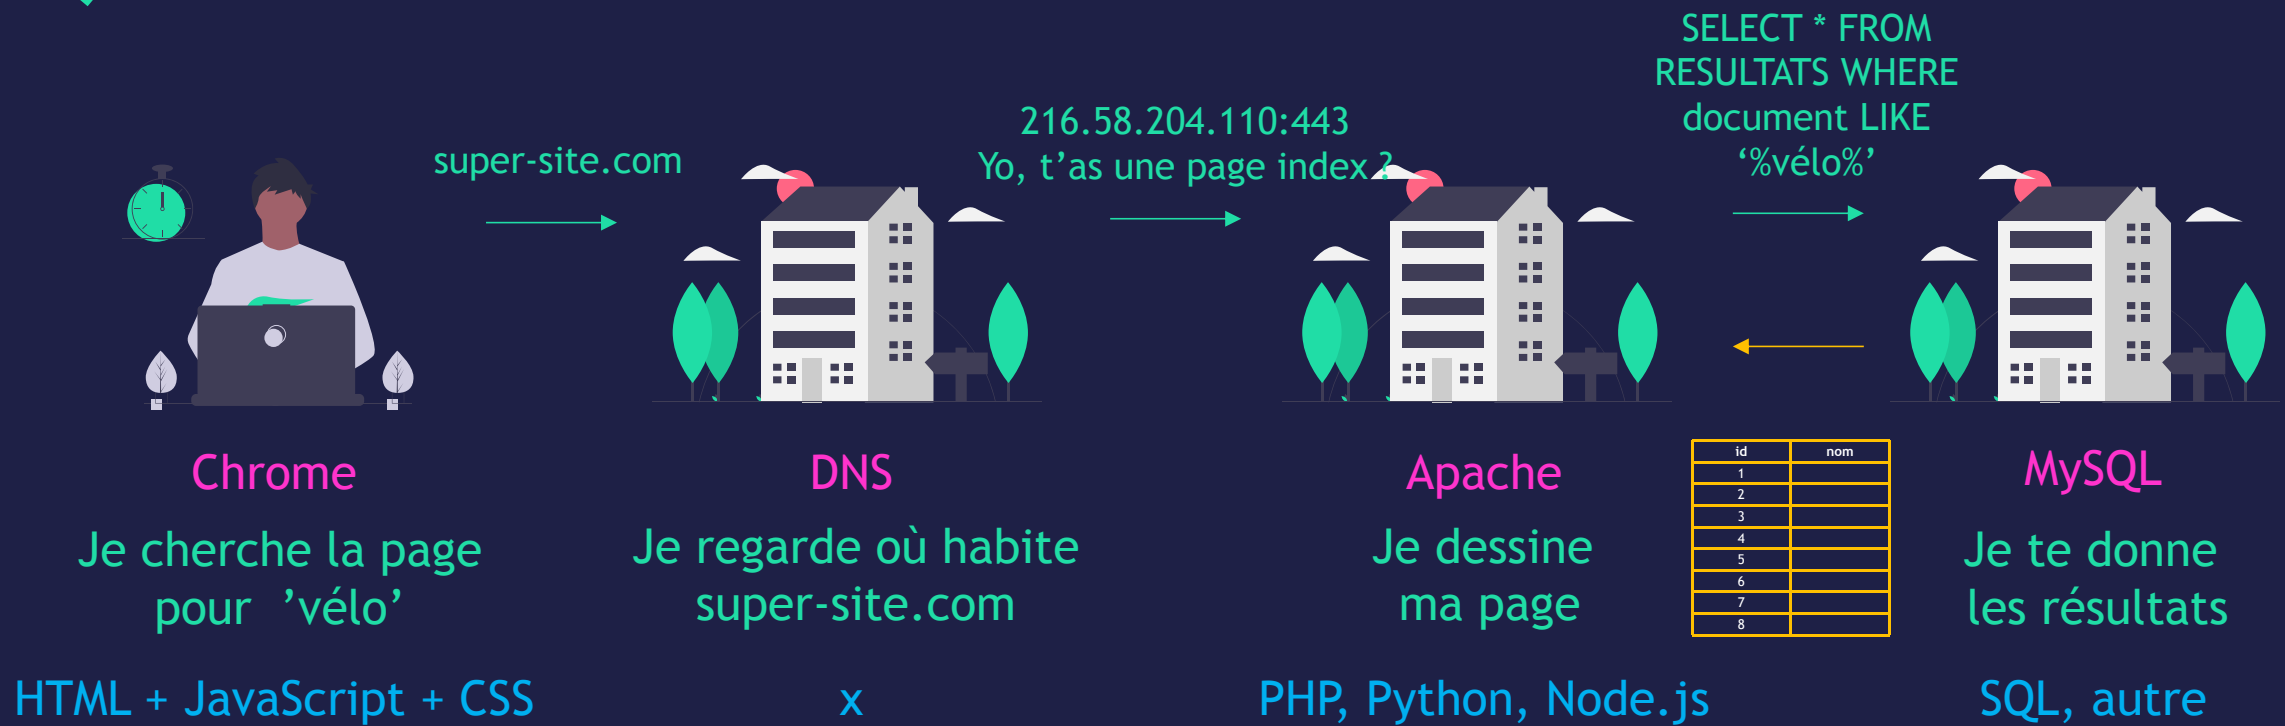 SELECT * FROM
RESULTATS WHERE
document LIKE
‘%vélo%’
216.58.204.110:443
Yo, t’as une page index ?
super-site.com
Chrome
DNS
Apache
MySQL
id nom
1
2
3
4
5
6
7
8
Je cherche la page
pour ’vélo’
Je regarde où habite
super-site.com
Je dessine
ma page
Je te donne
les résultats
HTML + JavaScript + CSS
x
PHP, Python, Node.js
SQL, autre